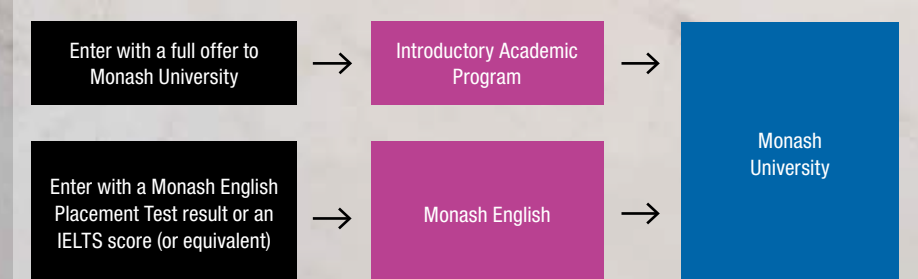 Enter with a full offer to
Monash University
Introductory Academic
Program
Monash
University
Enter with a Monash English
Placement Test result or an
IELTS score (or equivalent)
Monash English